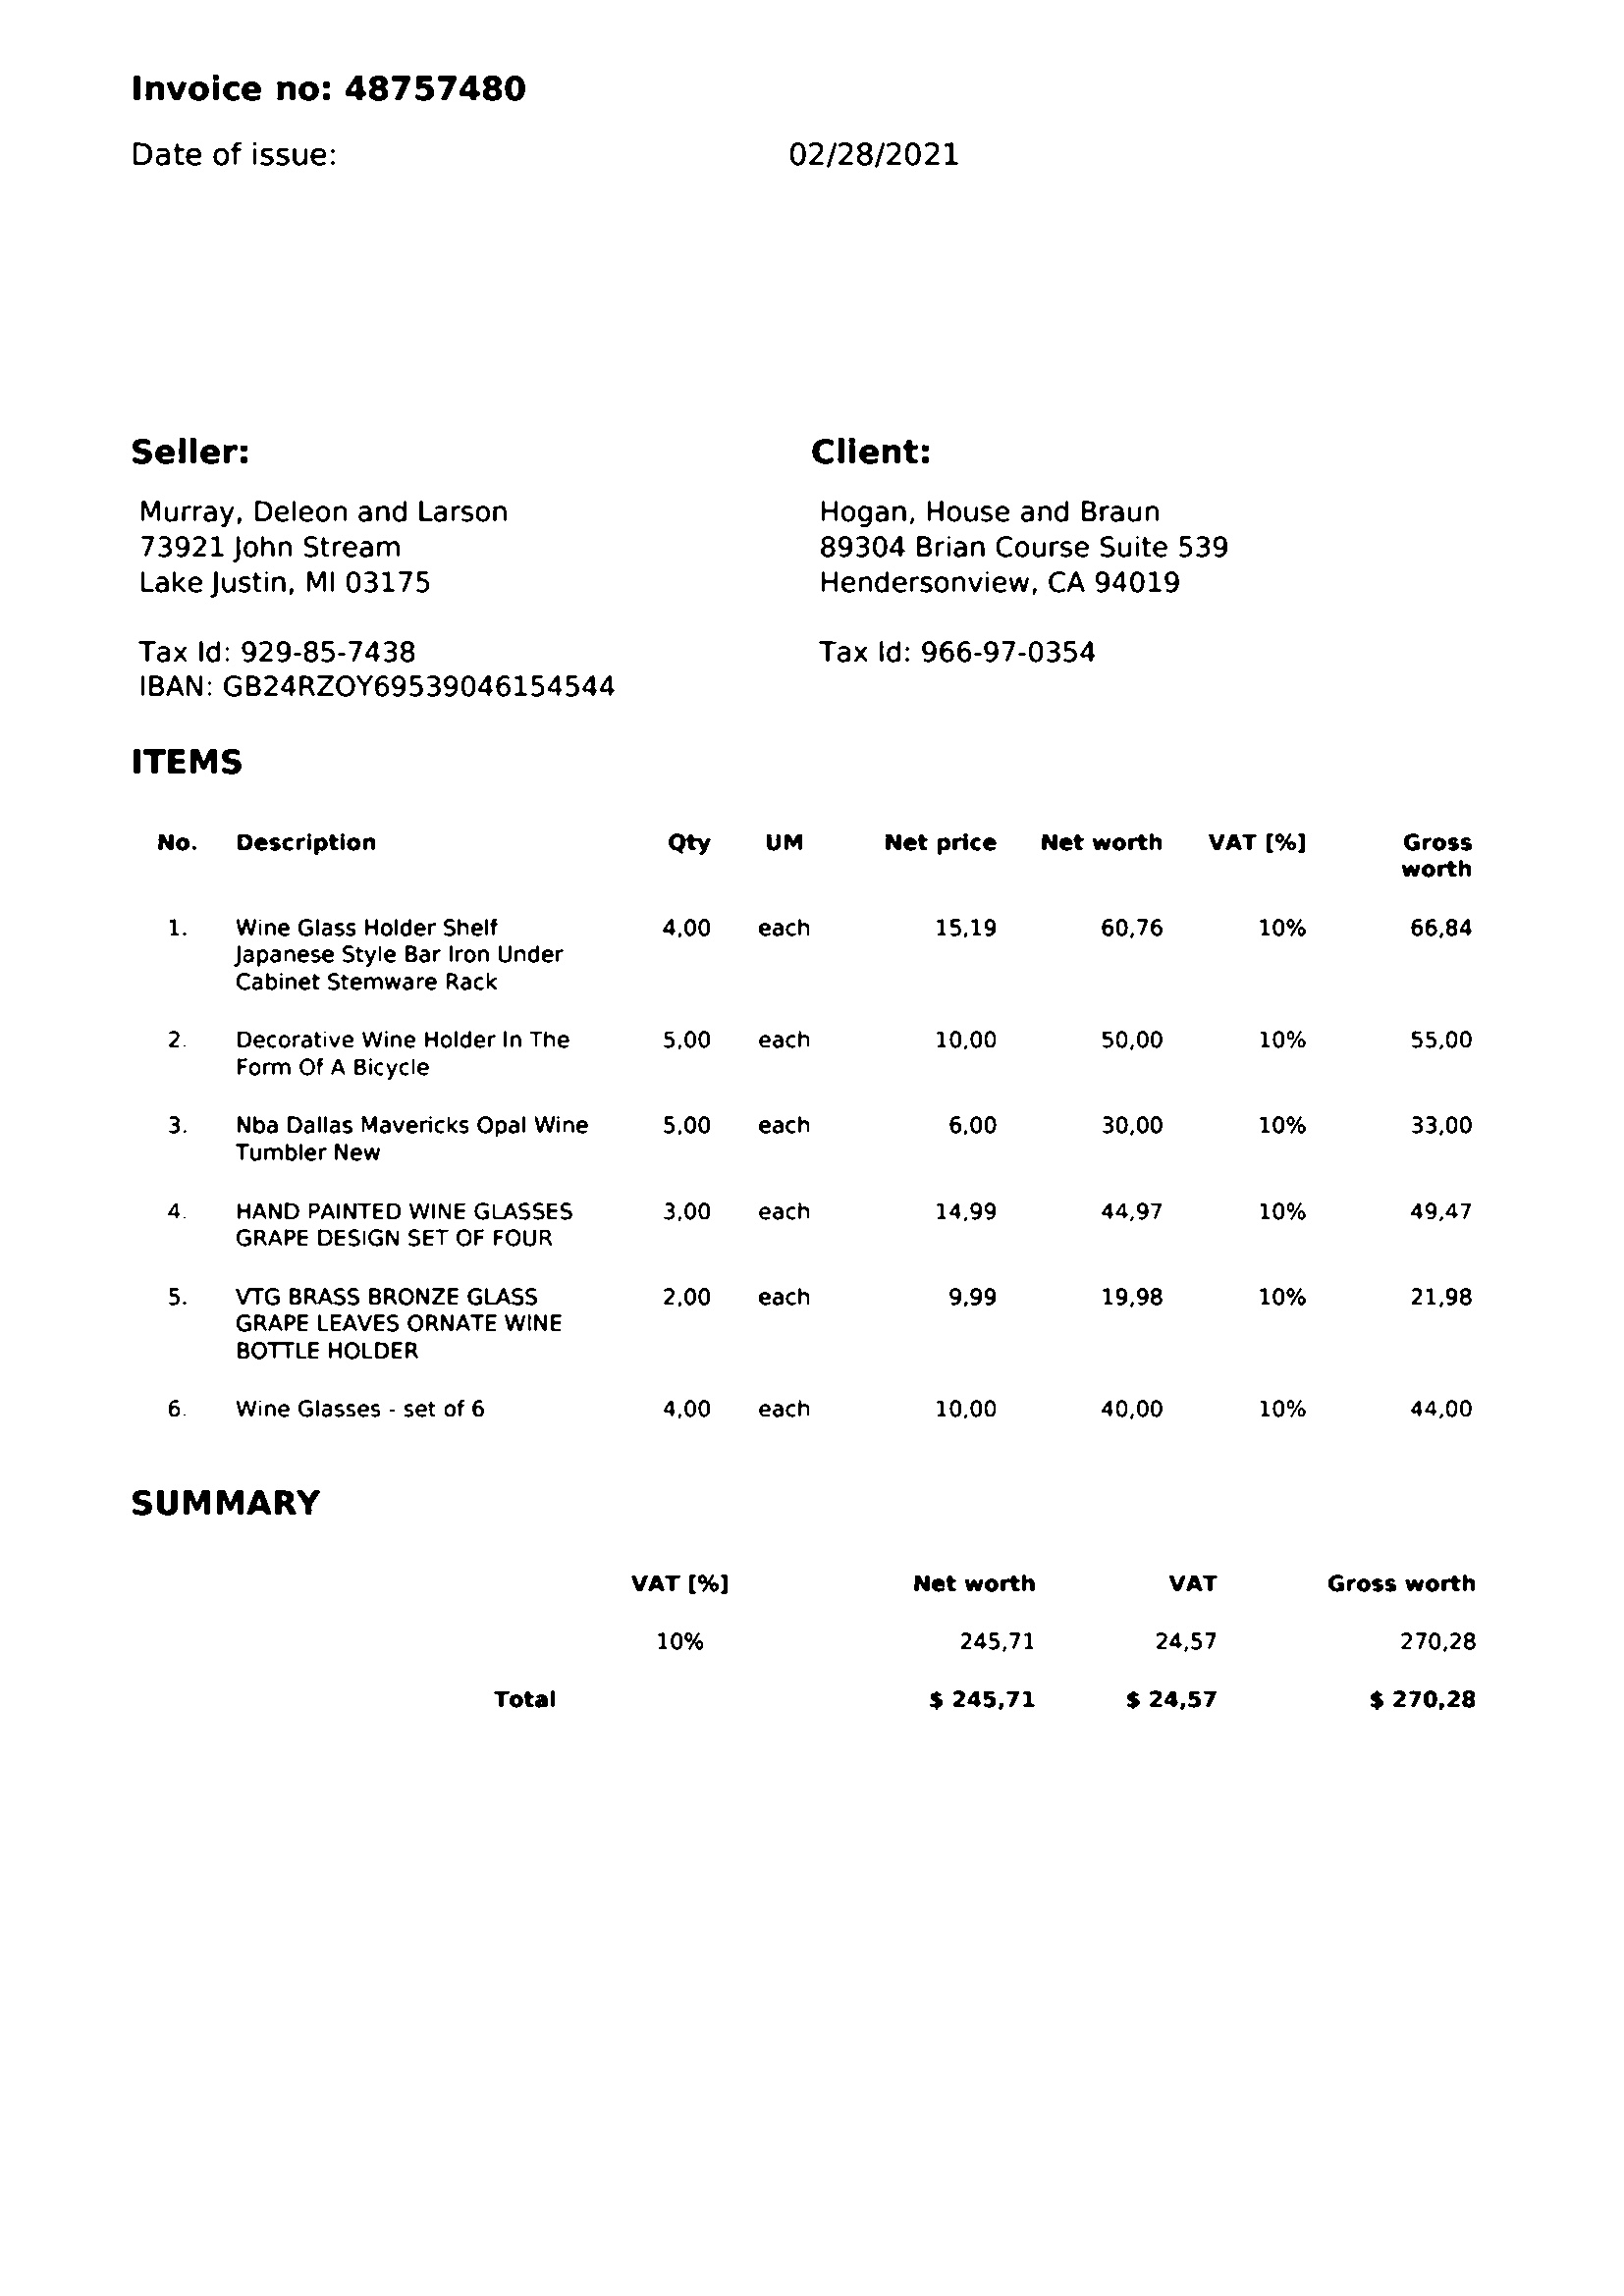 Invoice no: 48757480
Date of issue: 02/28/2021
Seller: Client:
Murray, Deleon and Larson Hogan, House and Braun
73921 John Stream 89304 Brian Course Suite 539
Lake Justin, MI 03175 Hendersonview, CA 94019
Tax Id: 929-85-7438 Tax Id: 966-97-0354
IBAN: GB24RZOY69539046154544
ITEMS
No. Description Qty UM Net price Net worth VAT [%] Gross
worth
1. Wine Glass Holder Shelf 4,00 each 15,19 60,76 10% 66,84
Japanese Style Bar Iron Under
Cabinet Stemware Rack
2. Decorative Wine Holder In The 5,00 each 10,00 50,00 10% 55,00
Form Of A Bicycle
3. Nba Dallas Mavericks Opal Wine 5,00 each 6,00 30,00 10% 33,00
Tumbler New
4. HAND PAINTED WINE GLASSES 3,00 each 14,99 44,97 10% 49,47
GRAPE DESIGN SET OF FOUR
5. VTG BRASS BRONZE GLASS 2,00 each 9,99 19,98 10% 21,98
GRAPE LEAVES ORNATE WINE
BOTTLE HOLDER
6. Wine Glasses - set of 6 4,00 each 10,00 40,00 10% 44,00
SUMMARY
VAT [%] Net worth VAT Gross worth
10% 245,71 24,57 270,28
Total $ 245,71 $ 24,57 $ 270,28